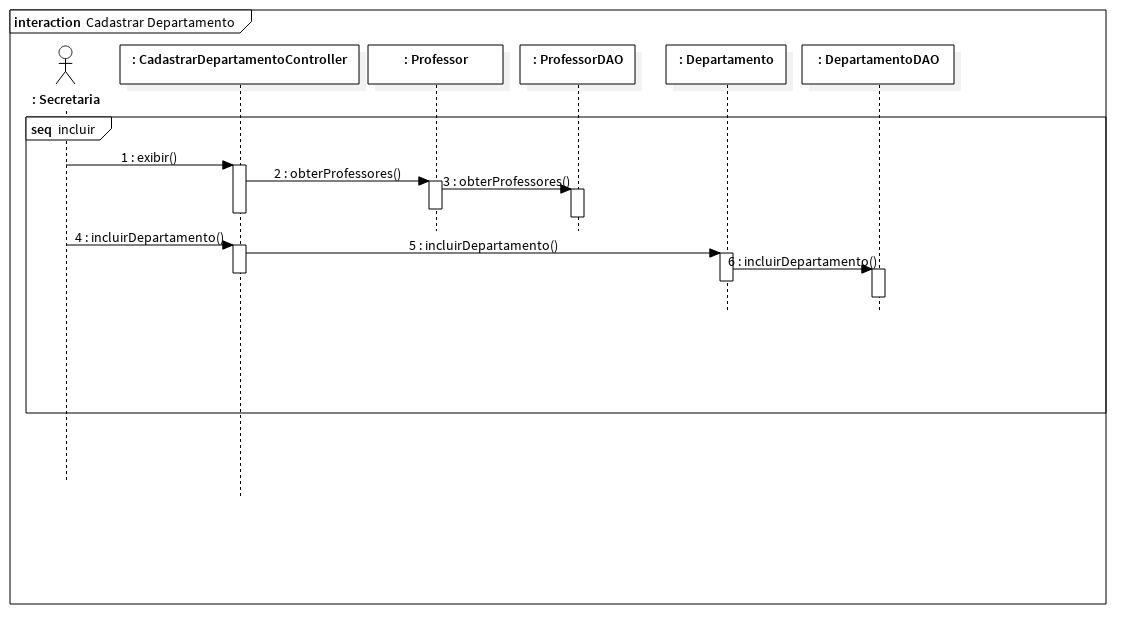 interaction Cadastrar Departamento
: Secretaria
: CadastrarDepartamentoController
: Professor
: ProfessorDAO
: Departamento
: DepartamentoDAO
seq incluir
1 : exibir()
2 : obterProfessores()
3 : obterProfessores()
4 : incluirDepartamento()
5 : incluirDepartamento()
6 : incluirDepartamento()